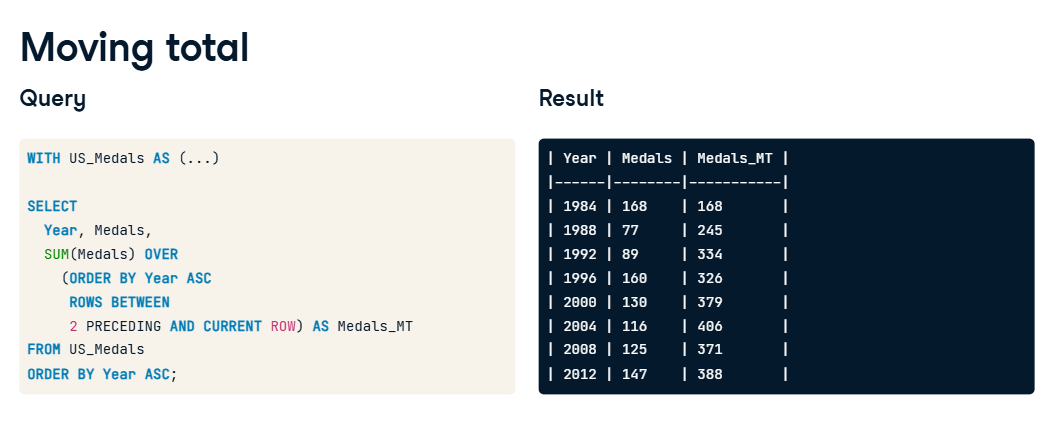 Moving total
Query
WITH US_Medals AS (...)
SELECT
Year, Medals,
SUM(Medals) OVER
(ORDER BY Year ASC
ROWS BETWEEN
2 PRECEDING AND CURRENT ROW) AS Medals_MT
FROM US_Medals
ORDER BY Year ASC;
Result
| Year | Medals | Medals_MT |
|------|--------|-----------|
| 1984 | 168 | 168 |
| 1988 | 77 | 245 |
| 1992 | 89 | 334 |
| 1996 | 160 | 326 |
| 2000 | 130 | 379 |
| 2004 | 116 | 406 |
| 2008 | 125 | 371 |
| 2012 | 147 | 388 |